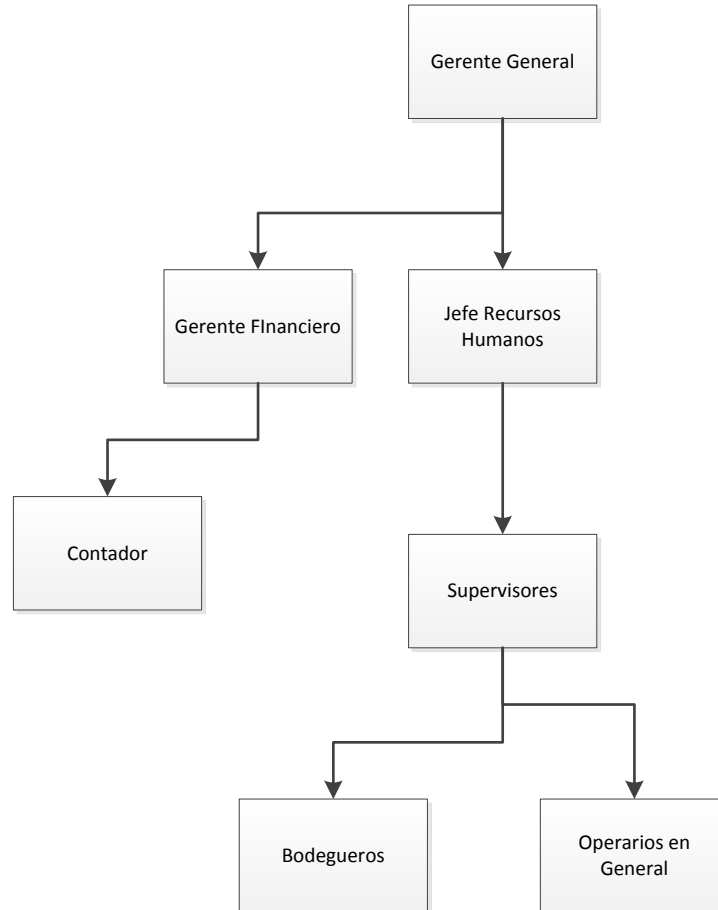 Gerente General
Gerente FInanciero
Jefe Recursos
Humanos
Contador
Supervisores
Bodegueros
Operarios en
General